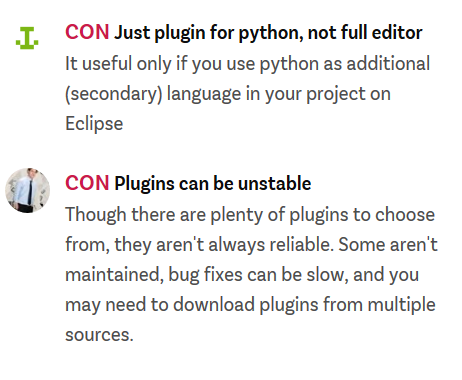 CON Just plugin for python, not full editor
It useful only if you use python as additional
(secondary) language in your project on
Eclipse
CON Plugins can be unstable
Though there are plenty of plugins to choose
from, they aren't always reliable. Some aren't
maintained, bug fixes can be slow, and you
may need to download plugins from multiple
sources.